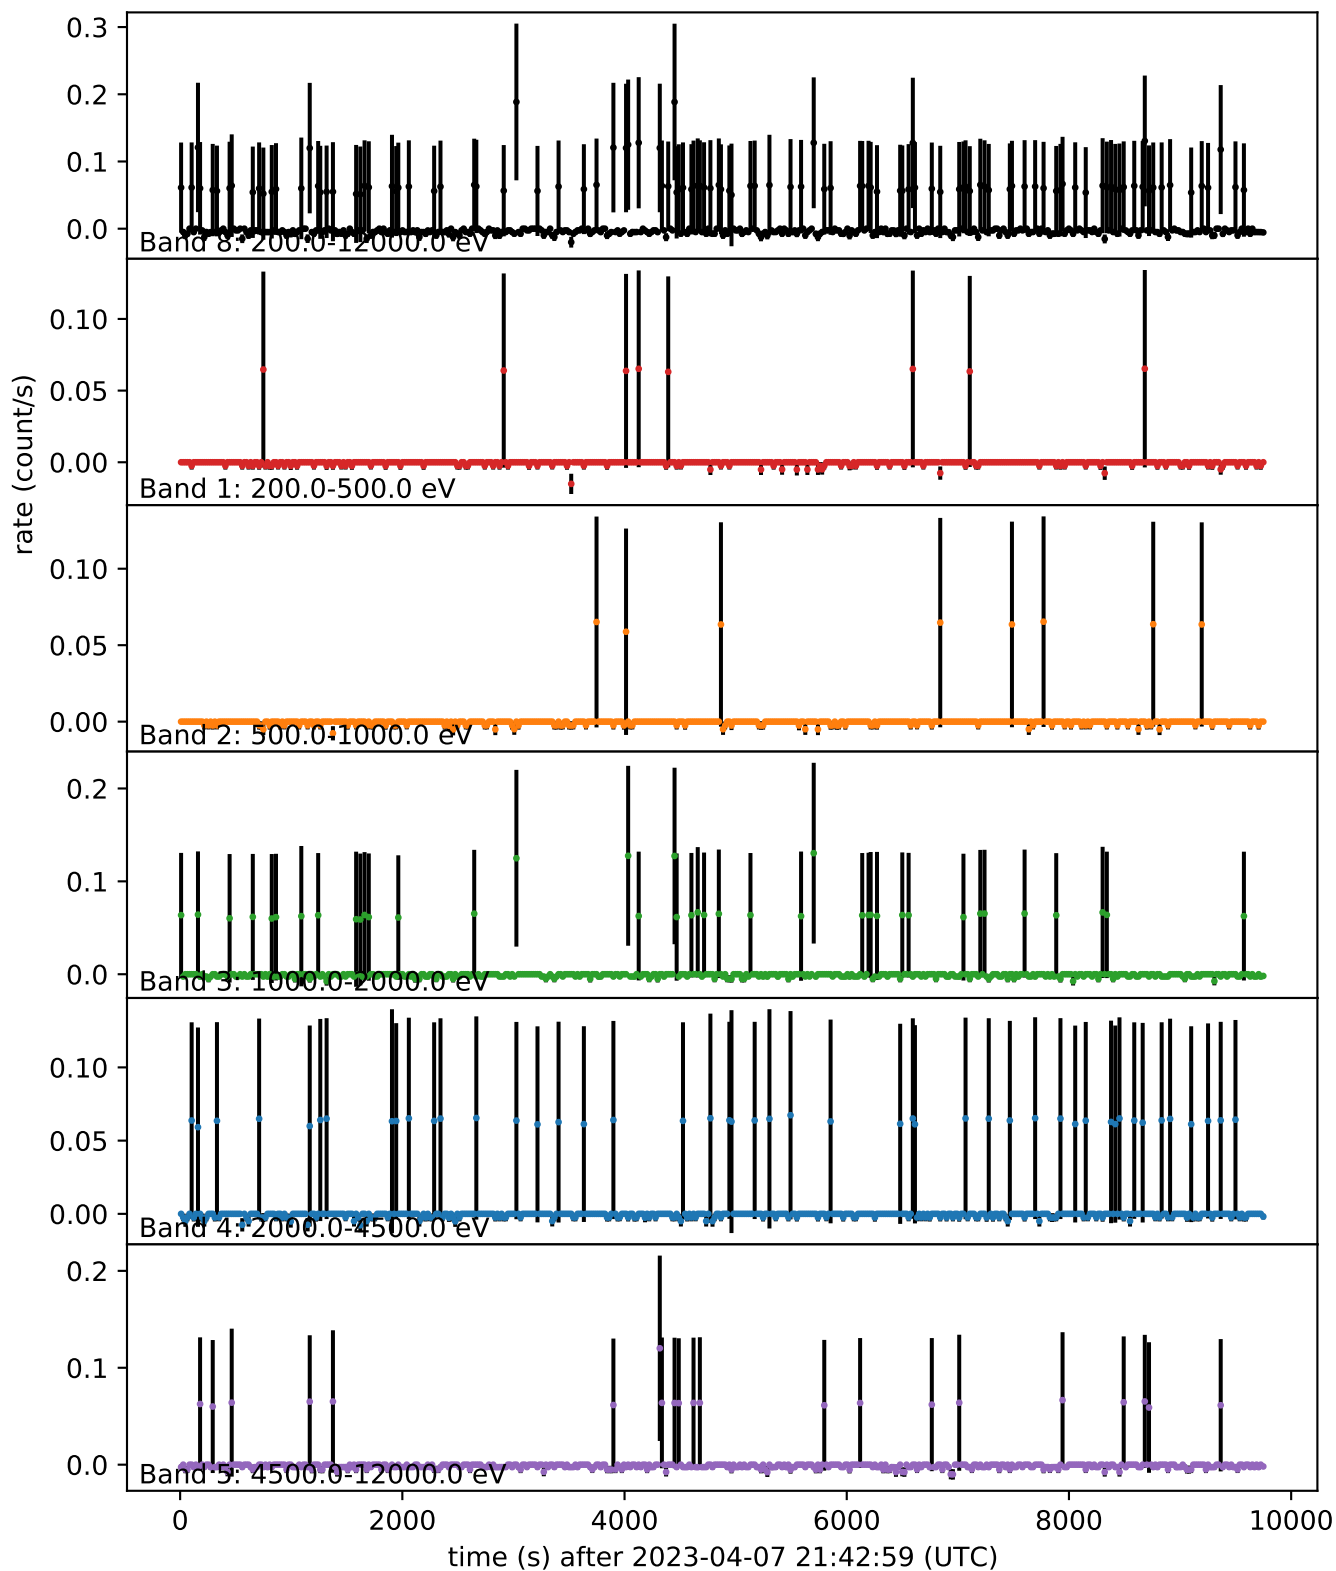 0.3
0.2
0.1
0.0
Band 8: 200.0-12000.0 eV
0.10
0.05
0.00
Band 1: 200.0-500.0 eV
rate (count/s)
0.10
0.05
0.00
Band 2: 500.0-1000.0 eV
0.2
0.1
0.0
Band 3: 1000.0-2000.0 eV
0.10
0.05
0.00
Band 4: 2000.0-4500.0 eV
0.2
0.1
0.0
Band 5: 4500.0-12000.0 eV
0 2000 4000 6000 8000 10000
time (s) after 2023-04-07 21:42:59 (UTC)